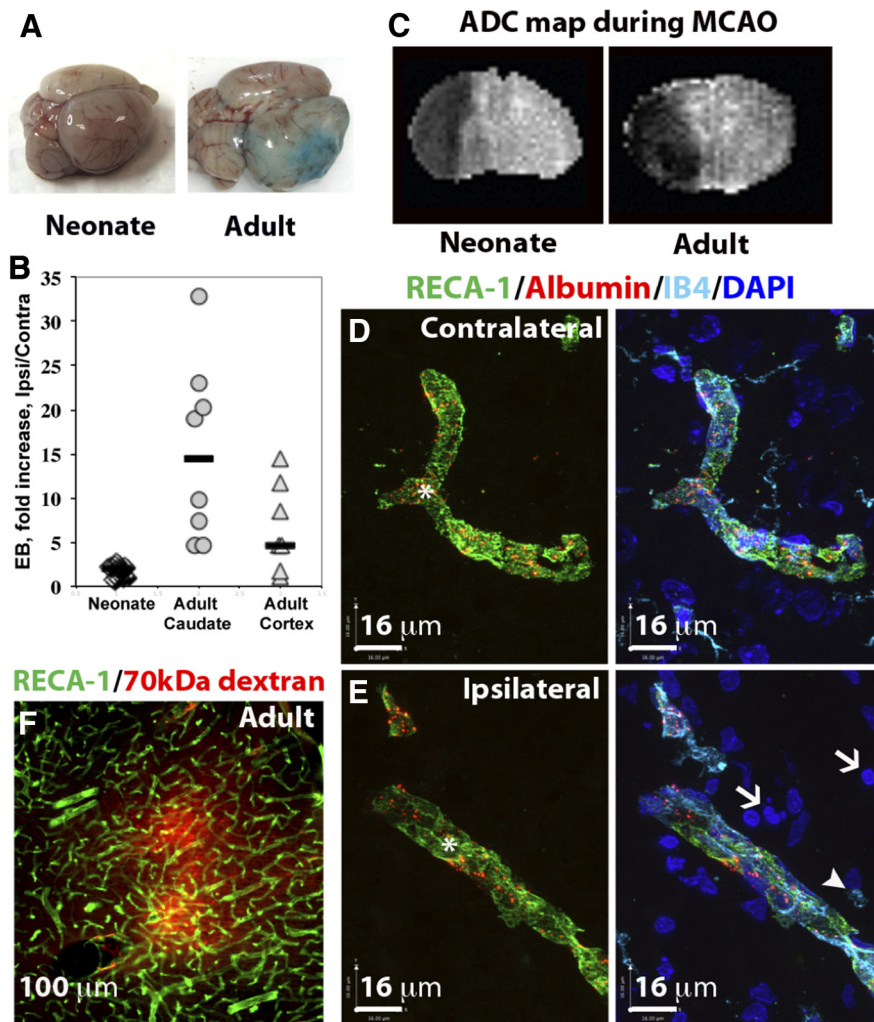 A
Neonate
Adult
C
ADC map during MCAO
Neonate
Adult
B
EB, fold increase, Ipsi/Contra
35
30
25
20
15
10
5
0
Neonate
Adult
Caudate
Adult
Cortex
RECA-1/Albumin/IB4/DAPI
D
Contralateral
*
16 μm
16 μm
RECA-1/70kDa dextran
F
Adult
100 μm
E
Ipsilateral
*
16 μm
16 μm